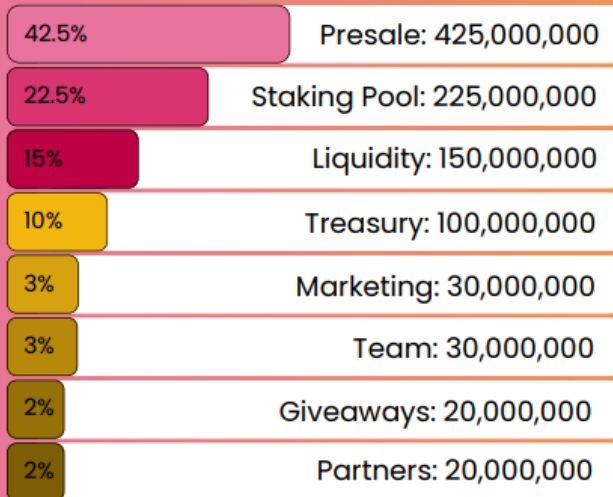 42.5% Presale: 425,000,000
22.5% Staking Pool: 225,000,000
15% Liquidity: 150,000,000
10% Treasury: 100,000,000
3% Marketing: 30,000,000
3% Team: 30,000,000
2% Giveaways: 20,000,000
2% Partners: 20,000,000